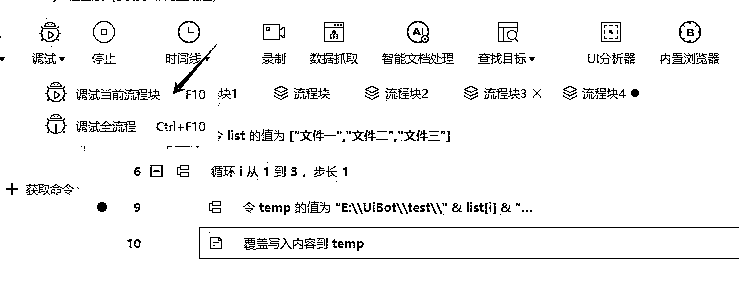 调试 停止 时间线 录制 数据抓取 智能文档处理 查找目标 UI分析器 内置浏览器
调试当前流程块 F10 块1 流程块 流程块2 流程块3 × 流程块4 ●
调试全流程 Ctrl+F10 令 list 的值为 ["文件一","文件二","文件三"]
6 循环 i 从 1 到 3，步长 1
+ 获取命令
9 令 temp 的值为 "E:\\UiBot\\test\\" & list[i] & "...
10 覆盖写入内容到 temp